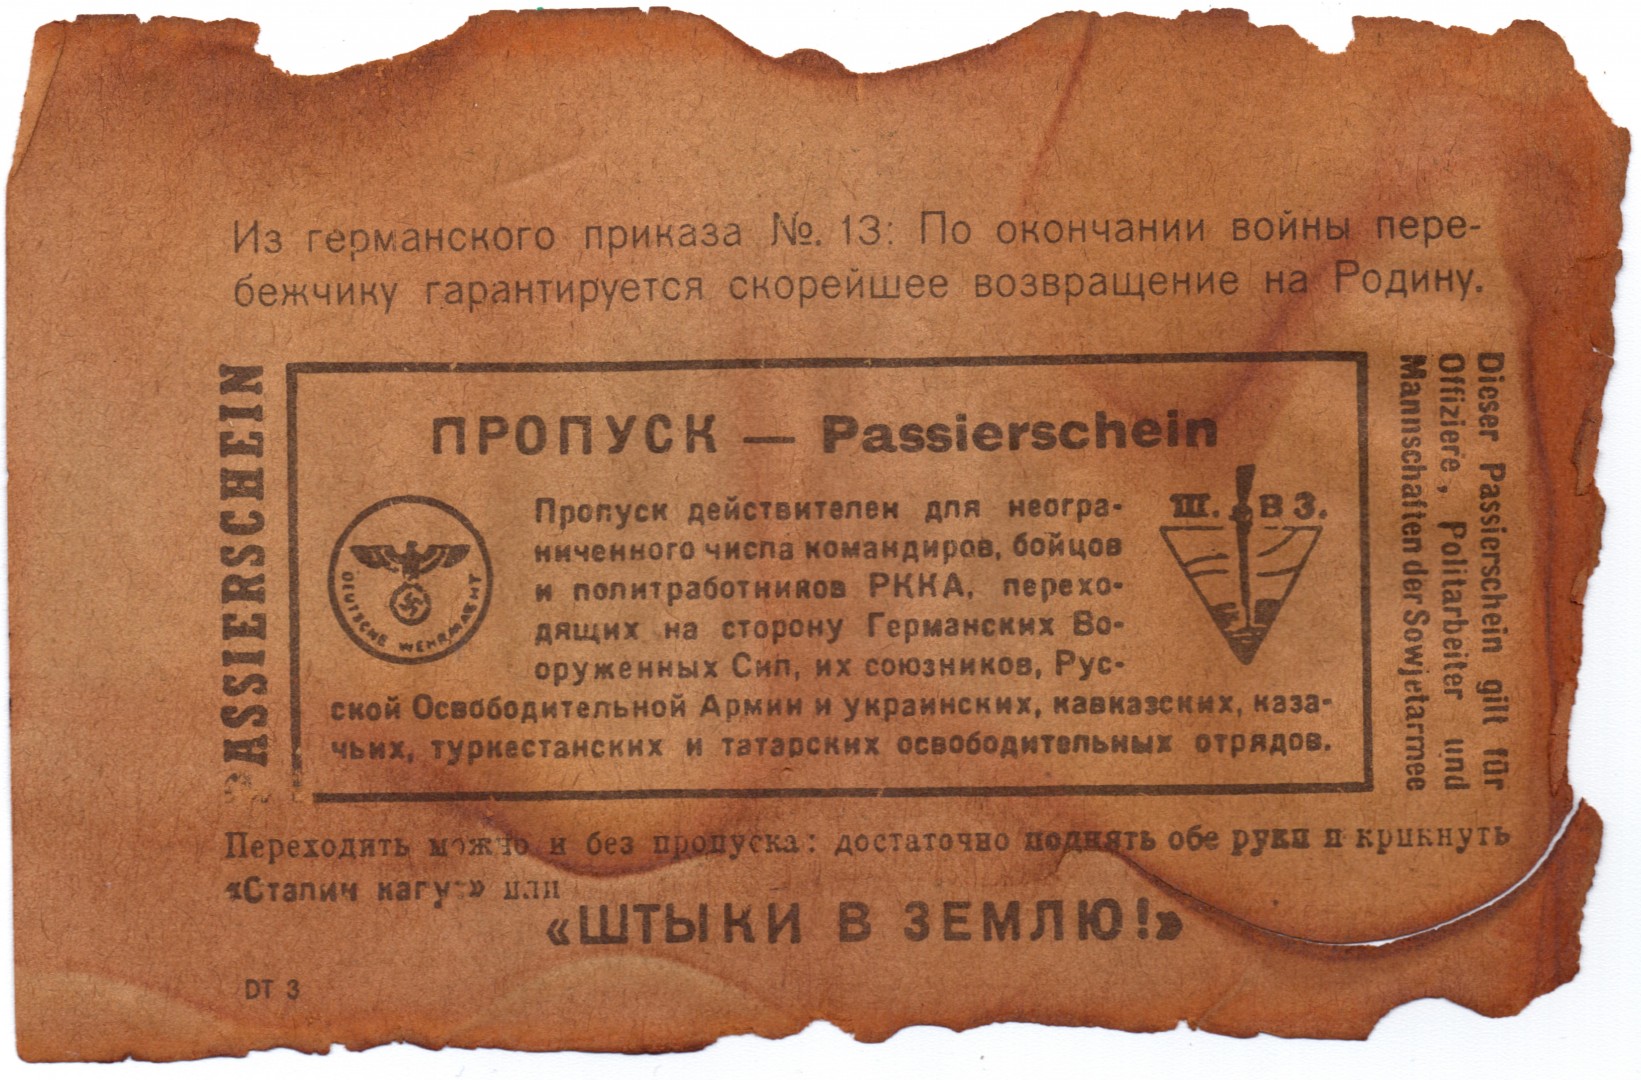 Из германского приказа №. 13: По окончании войны пере-
бежчику гарантируется скорейшее возвращение на Родину.
PASSIERSCHEIN
ПРОПУСК — Passierschein
DEUTSCHE WEHRMACHT
Ш. В З.
Пропуск действителен для неогра-
ниченного числа командиров, бойцов
и политработников РККА, перехо-
дящих на сторону Германских Во-
оруженных Сил, их союзников, Рус-
ской Освободительной Армии и украинских, кавказских, каза-
чьих, туркестанских и татарских освободительных отрядов.
Dieser Passierschein gilt für
Offiziere, Politarbeiter und
Mannschaften der Sowjetarmee
Переходить можно и без пропуска: достаточно поднять обе руки и крикнуть
«Сталин капут» или
«ШТЫКИ В ЗЕМЛЮ!»
DT 3